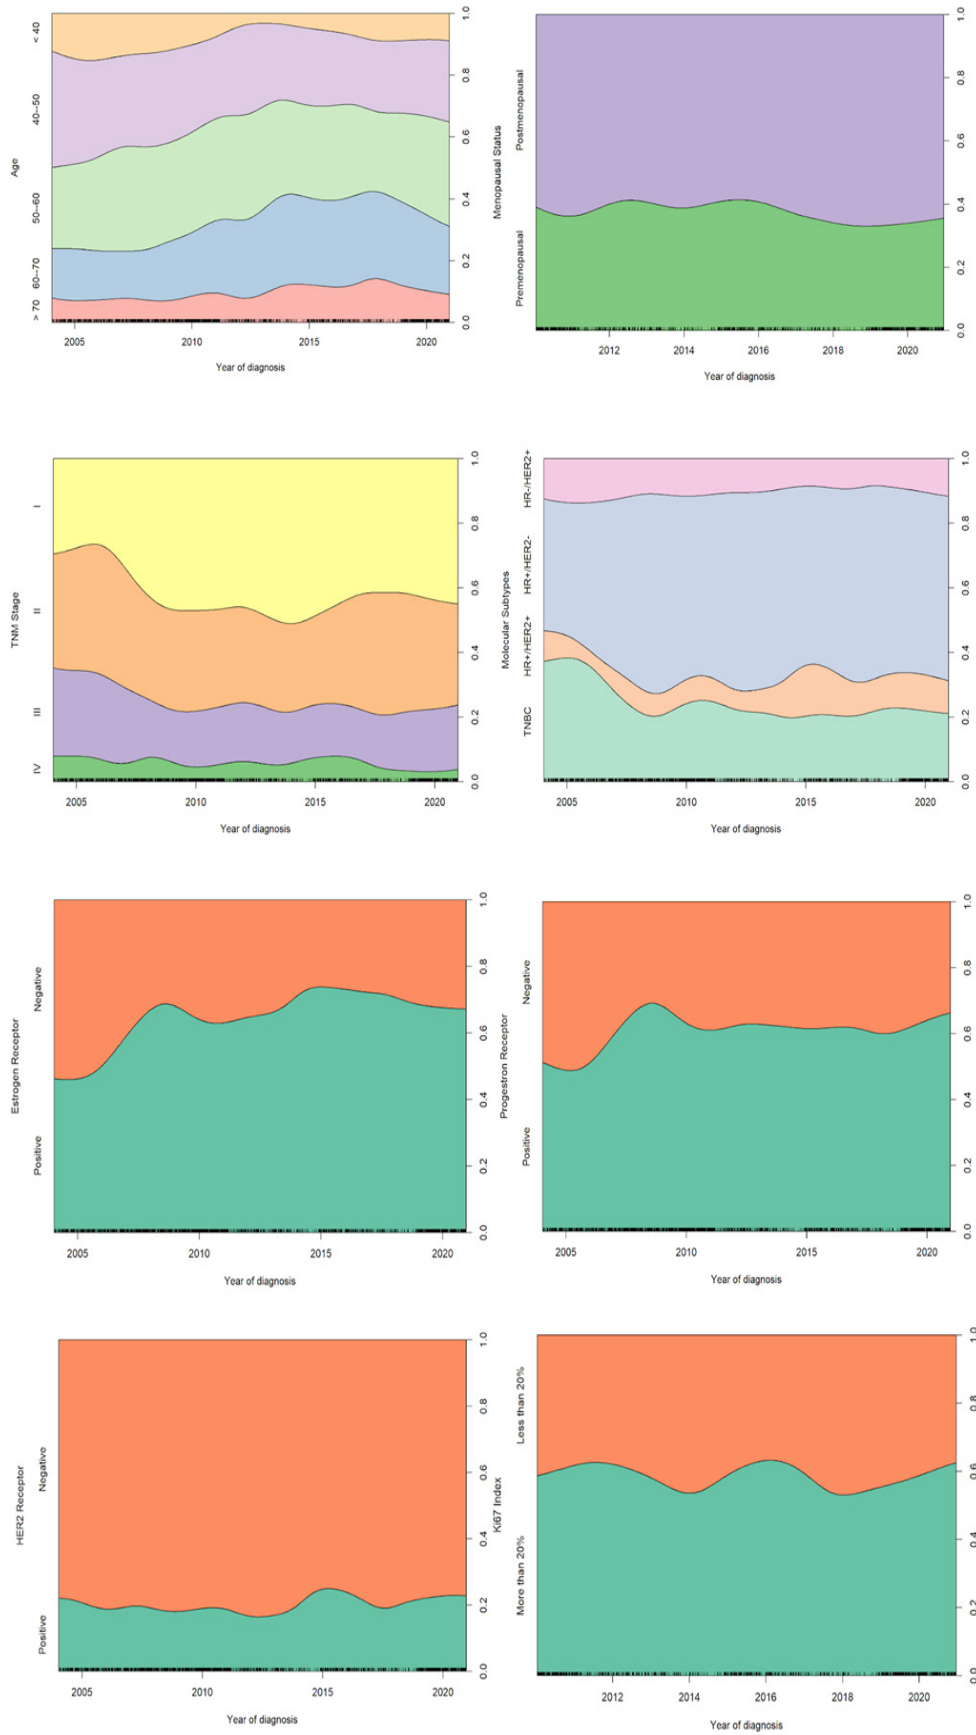 Age
> 70 60--70 50--60 40--50 < 40
0.0 0.2 0.4 0.6 0.8 1.0
2005 2010 2015 2020
Year of diagnosis
Menopausal Status
Premenopausal Postmenopausal
0.0 0.2 0.4 0.6 0.8 1.0
2012 2014 2016 2018 2020
Year of diagnosis
TNM Stage
IV III II I
0.0 0.2 0.4 0.6 0.8 1.0
2005 2010 2015 2020
Year of diagnosis
Molecular Subtypes
TNBC HR+/HER2+ HR+/HER2- HR-/HER2+
0.0 0.2 0.4 0.6 0.8 1.0
2005 2010 2015 2020
Year of diagnosis
Estrogen Receptor
Positive Negative
0.0 0.2 0.4 0.6 0.8 1.0
2005 2010 2015 2020
Year of diagnosis
Progestron Receptor
Positive Negative
0.0 0.2 0.4 0.6 0.8 1.0
2005 2010 2015 2020
Year of diagnosis
HER2 Receptor
Positive Negative
0.0 0.2 0.4 0.6 0.8 1.0
2005 2010 2015 2020
Year of diagnosis
Ki67 Index
More than 20% Less than 20%
0.0 0.2 0.4 0.6 0.8 1.0
2012 2014 2016 2018 2020
Year of diagnosis